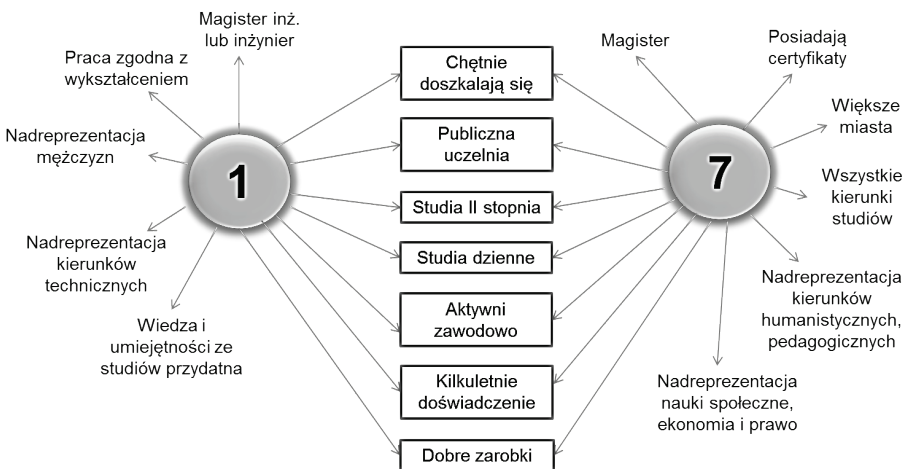 Magister inż.
lub inżynier
Praca zgodna z
wykształceniem
Nadreprezentacja
mężczyzn
1
Nadreprezentacja
kierunków
technicznych
Wiedza i
umiejętności ze
studiów przydatna
Chętnie
doszkalają się
Publiczna
uczelnia
Studia II stopnia
Studia dzienne
Aktywni
zawodowo
Kilkuletnie
doświadczenie
Dobre zarobki
Magister
Posiadają
certyfikaty
Większe
miasta
7
Wszystkie
kierunki
studiów
Nadreprezentacja
kierunków
humanistycznych,
pedagogicznych
Nadreprezentacja
nauki społeczne,
ekonomia i prawo